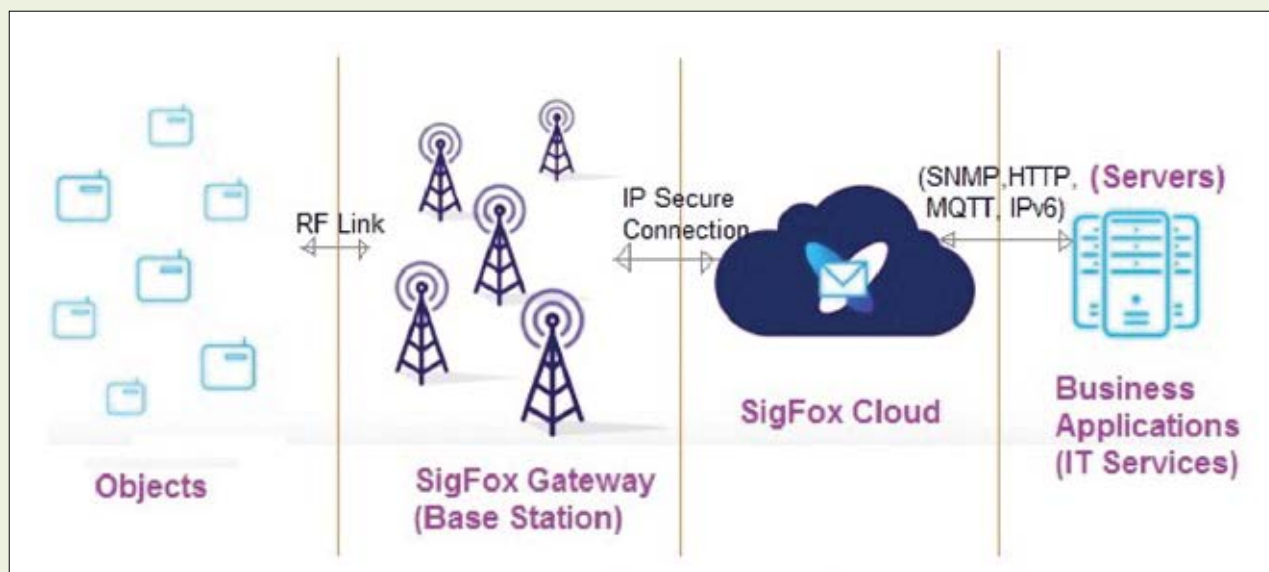 RF Link
IP Secure
Connection
(SNMP,HTTP,
MQTT, IPv6)
(Servers)
Objects
SigFox Gateway
(Base Station)
SigFox Cloud
Business
Applications
(IT Services)